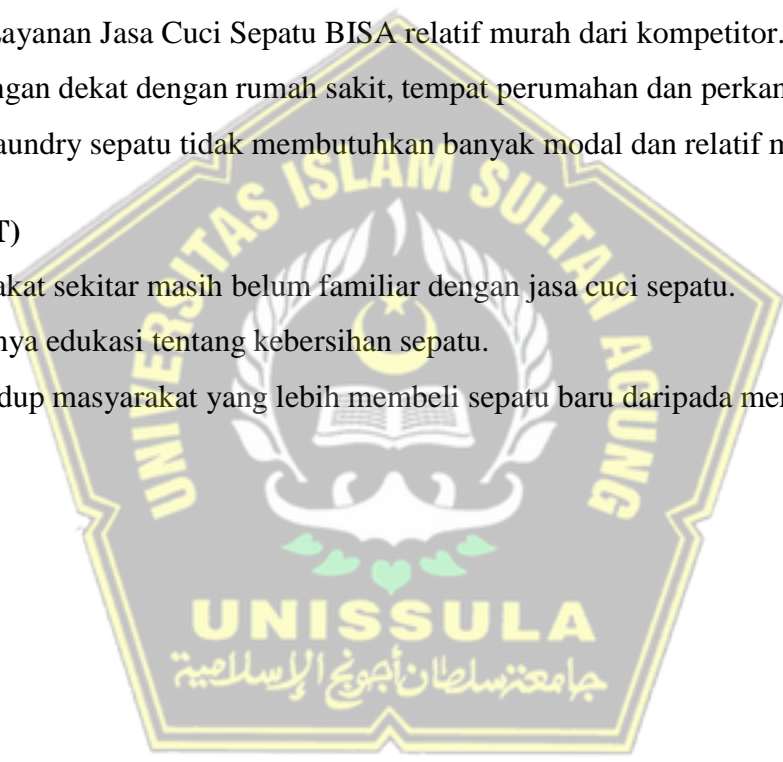 ayanan Jasa Cuci Sepatu BISA relatif murah dari kompetitor.
ngan dekat dengan rumah sakit, tempat perumahan dan perkan
aundry sepatu tidak membutuhkan banyak modal dan relatif m
T)
akat sekitar masih belum familiar dengan jasa cuci sepatu.
nya edukasi tentang kebersihan sepatu.
dup masyarakat yang lebih membeli sepatu baru daripada mer
UNIVERSITAS ISLAM SULTAN AGUNG
UNISSULA
جامعة سلطان أجونج الإسلامية